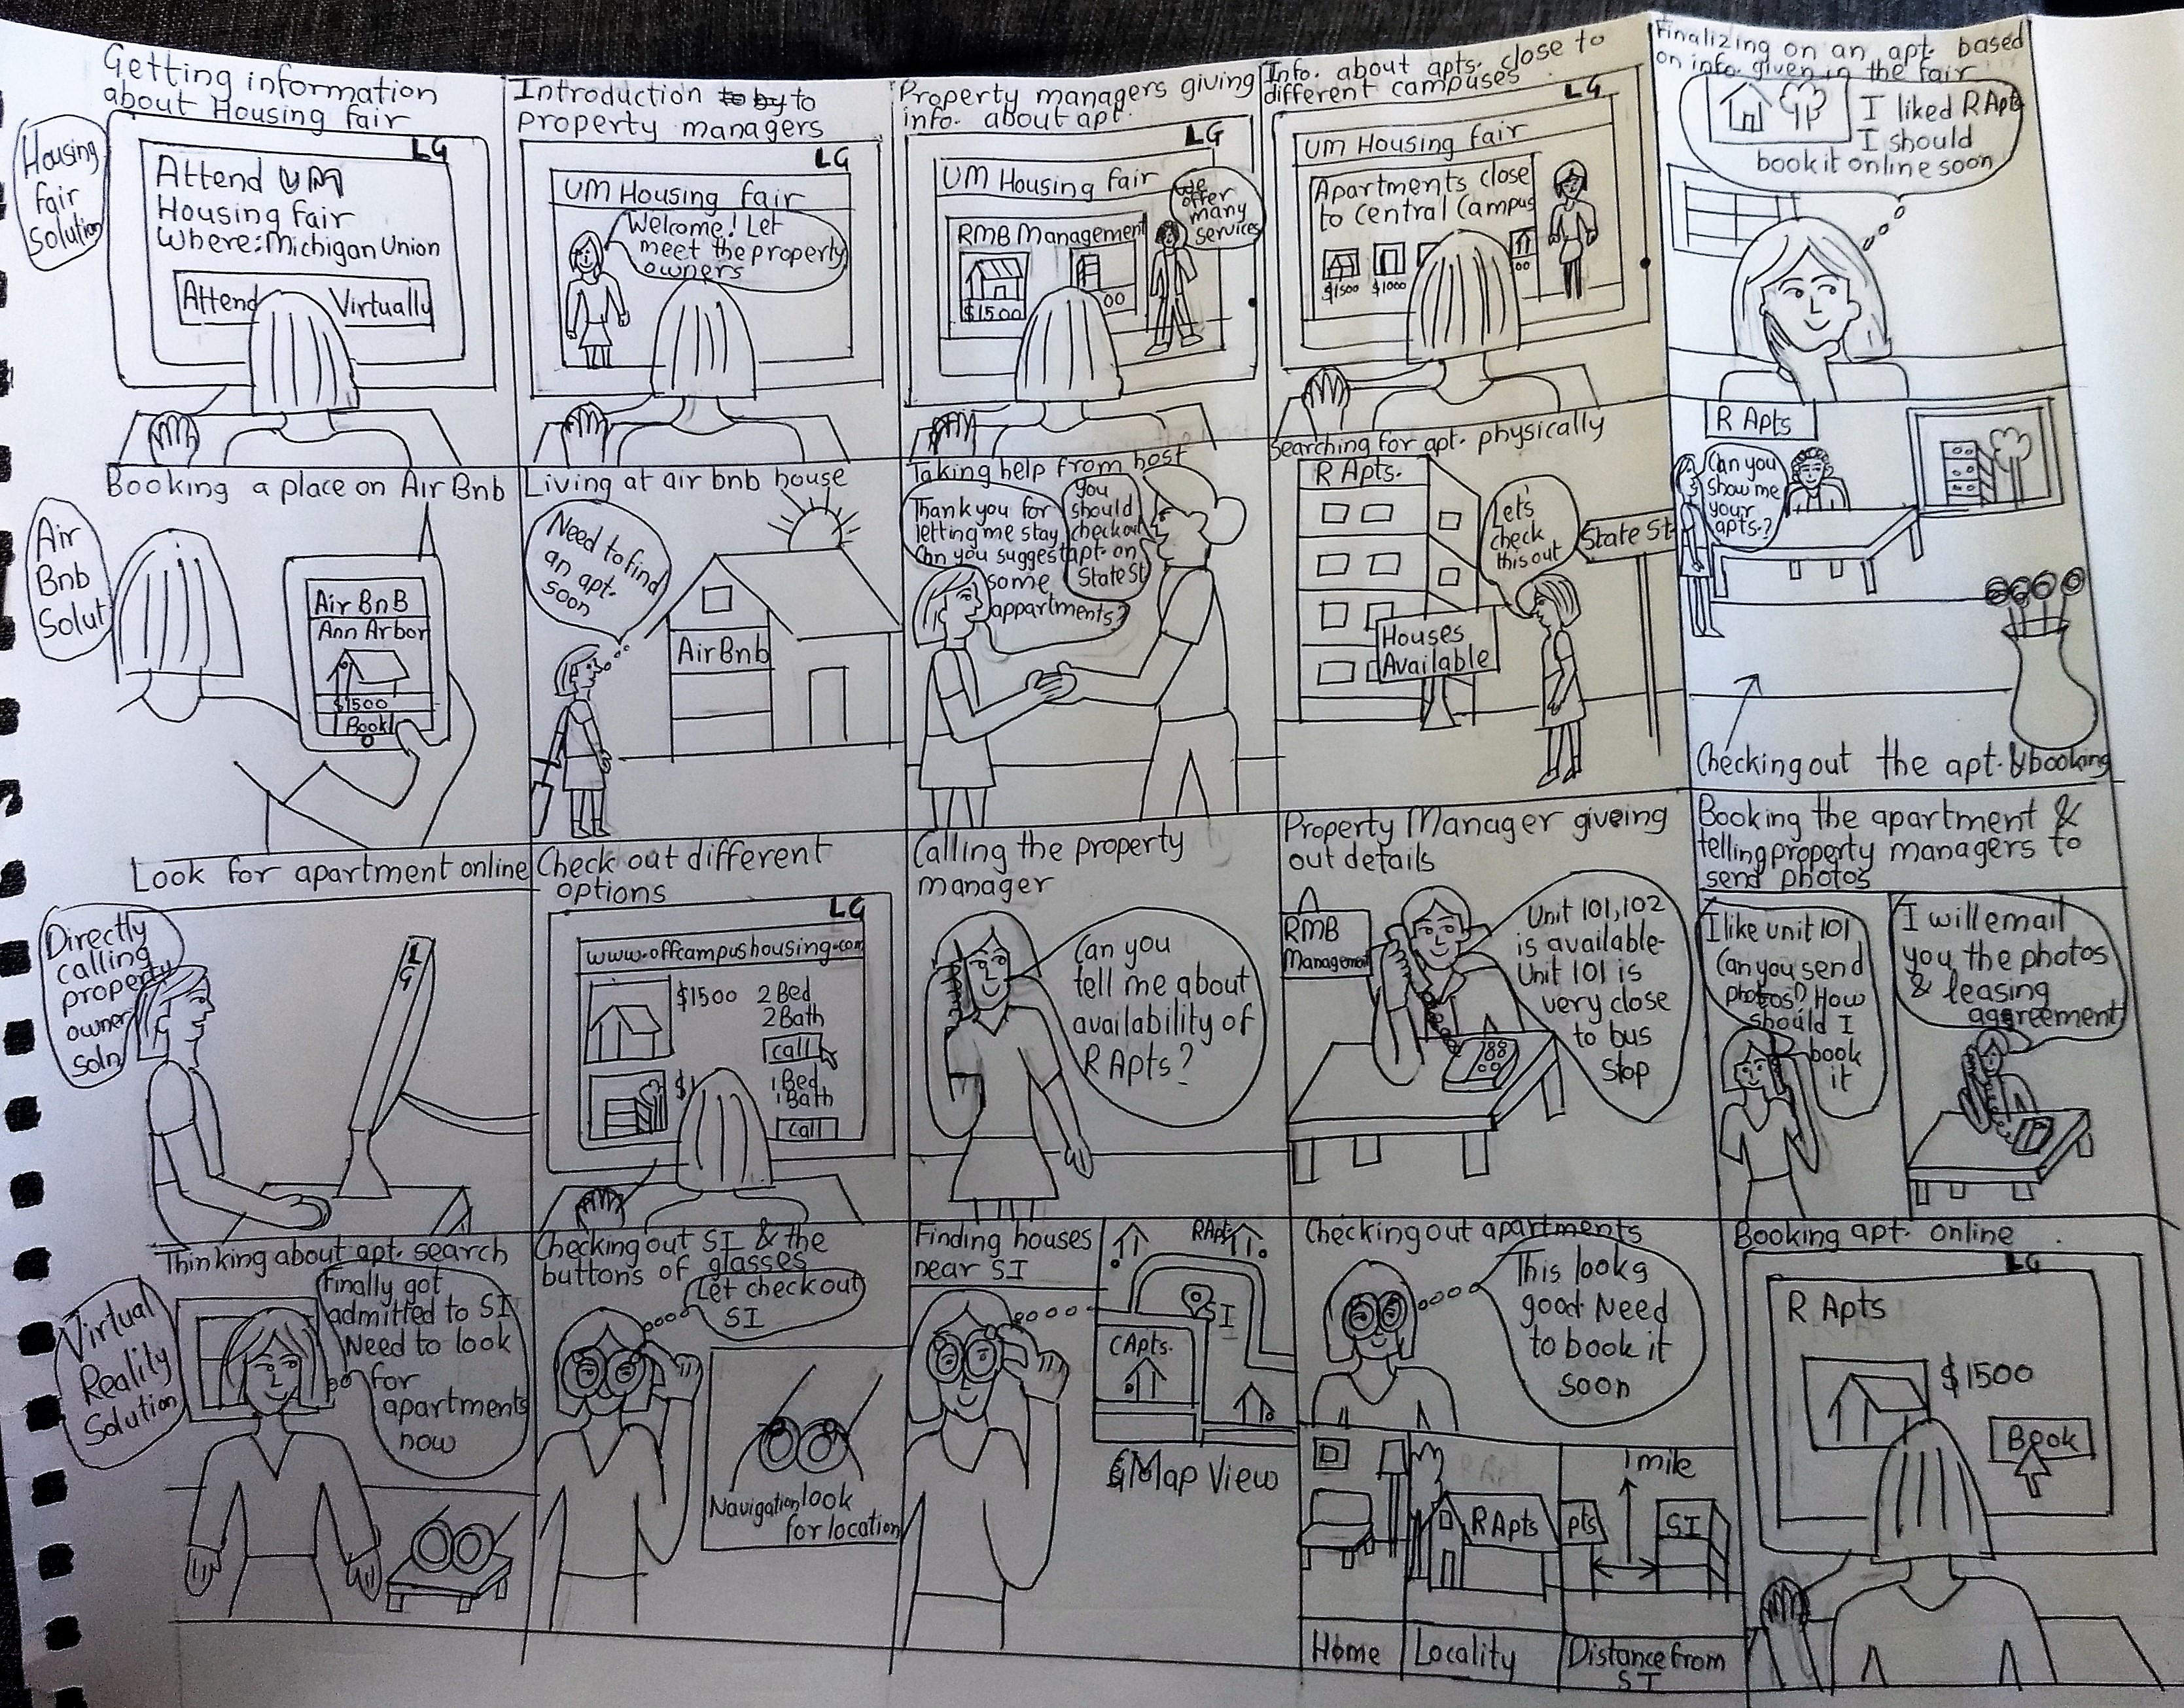 Housing
fair
solution
Getting information
about Housing fair
LG
Attend UM
Housing fair
Where: Michigan Union
Attend Virtually
Introduction to by to
property managers
LG
UM Housing fair
Welcome! Let
meet the property
owners
Property managers giving
info. about apt.
LG
UM Housing fair
RMB Management
$1500
00
We
offer
many
services
Info. about apts. close to
different campuses
LG
UM Housing fair
Apartments close
to Central Campus
$1500 $1000
00
Finalizing on an apt. based
on info. given in the fair
I liked R Apts
I should
book it online soon
Air
Bnb
Solut
Booking a place on Air Bnb
Air BnB
Ann Arbor
$1500
Book
Living at air bnb house
Need to find
an apt.
soon
Air Bnb
Taking help from host
Thank you for
letting me stay
Can you suggest
some
appartments?
you
should
check out
apt. on
State St
Searching for apt. physically
R Apts.
Let's
check
this out
State St
Houses
Available
R Apts
Can you
show me
your
apts.?
Checking out the apt. & booking
Directly
calling
property
owner
soln
Look for apartment online
LG
Check out different
options
LG
www.offcampushousing.com
$1500 2 Bed
2 Bath
call
$1
1 Bed
1 Bath
call
Calling the property
manager
Can you
tell me about
availability of
R Apts?
Property Manager giveing
out details
RMB
Management
Unit 101,102
is available.
Unit 101 is
very close
to bus
stop
Booking the apartment &
telling property managers to
send photos
I like unit 101
Can you send
photos? How
should I
book
it
I will email
you the photos
& leasing
aggreement
Virtual
Reality
Solution
Thinking about apt. search
Finally got
admitted to SI
Need to look
for
apartments
now
Checking out SI & the
buttons of glasses
Let check out
SI
Navigation look
for location
Finding houses
near SI
R Apts
SI
C Apts.
GMap View
Checking out apartments
This looks
good. Need
to book it
soon
R Apts
pts
1 mile
SI
Home
Locality
Distance from
SI
Booking apt. online
LG
R Apts
$1500
Book